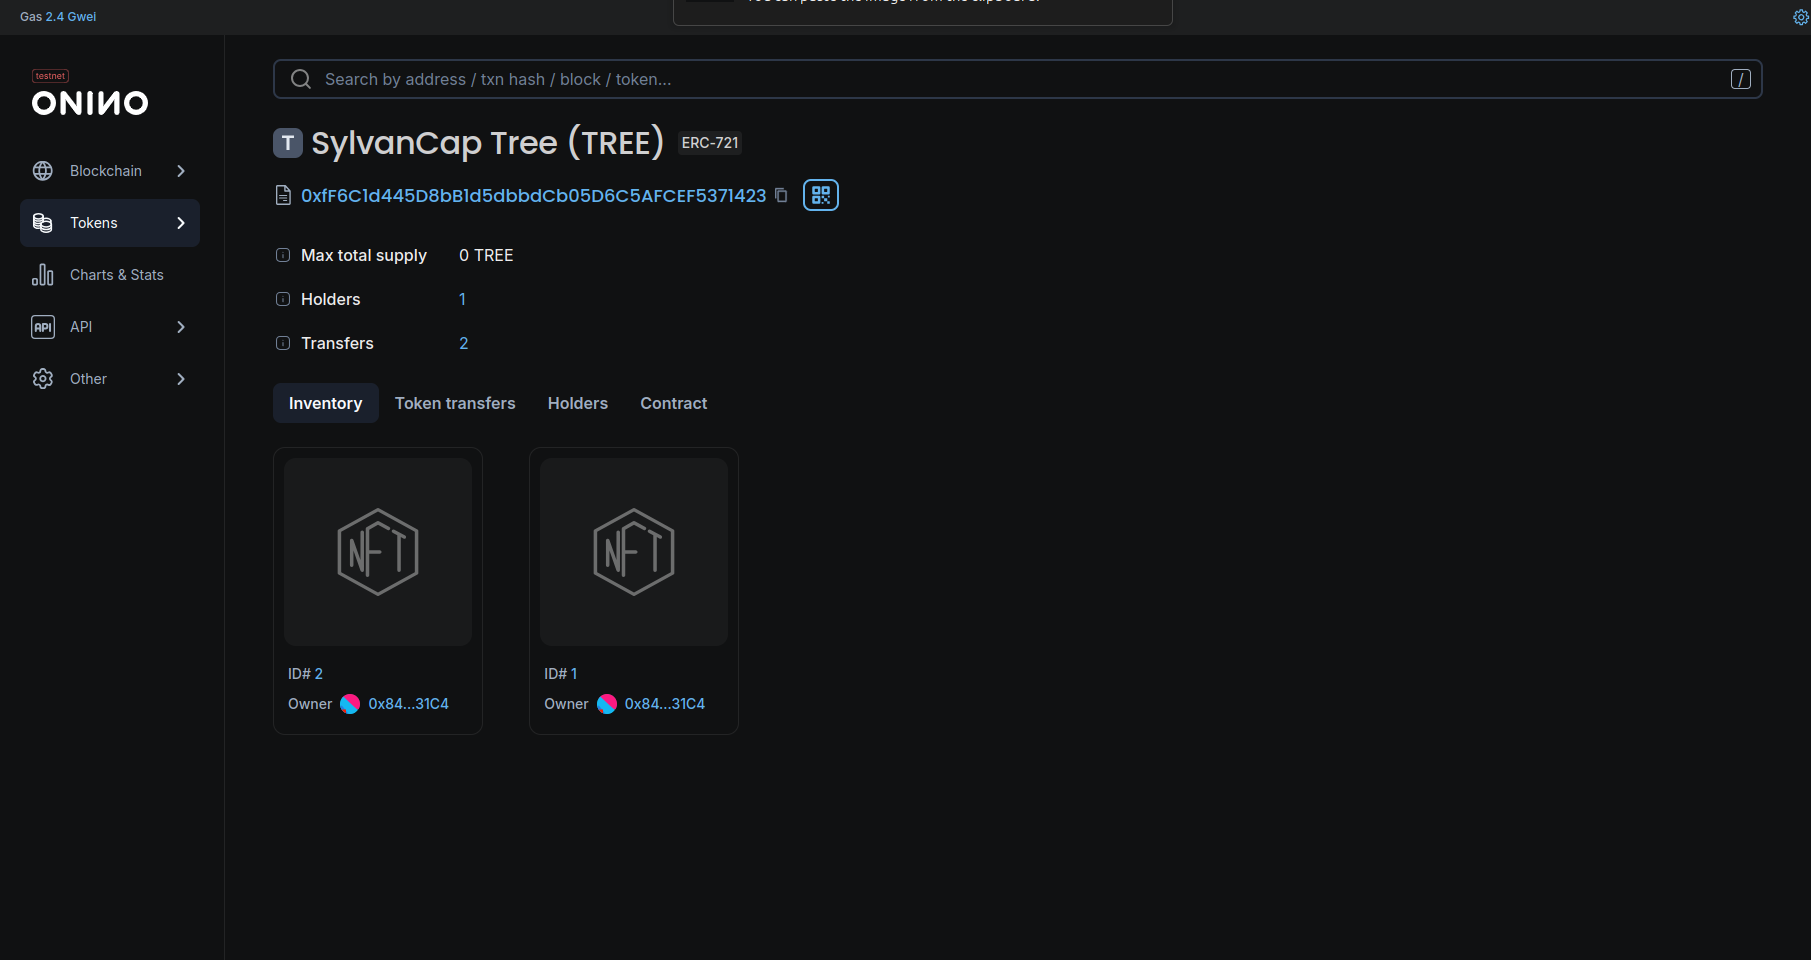 Gas 2.4 Gwei
testnet
ONINO
Blockchain
Tokens
Charts & Stats
API
API
Other
Search by address / txn hash / block / token...
/
T SylvanCap Tree (TREE) ERC-721
0xfF6C1d445D8bB1d5dbbdCb05D6C5AFCEF5371423
Max total supply 0 TREE
Holders 1
Transfers 2
Inventory Token transfers Holders Contract
NFT
ID# 2
Owner 0x84...31C4
NFT
ID# 1
Owner 0x84...31C4